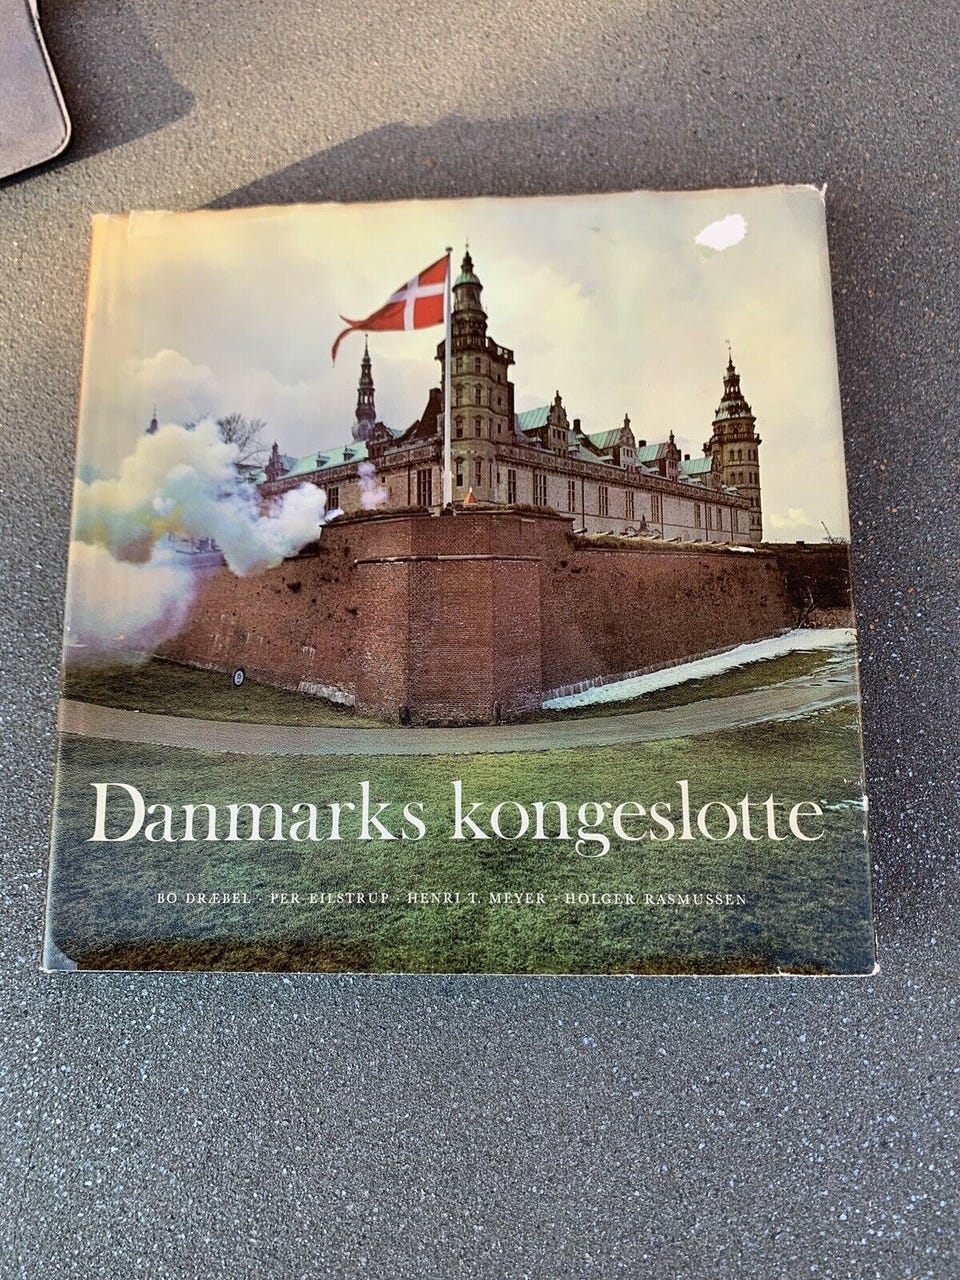 Danmarks kongeslotte
BO DRÆBEL · PER EILSTRUP · HENRI T. MEYER · HOLGER RASMUSSEN